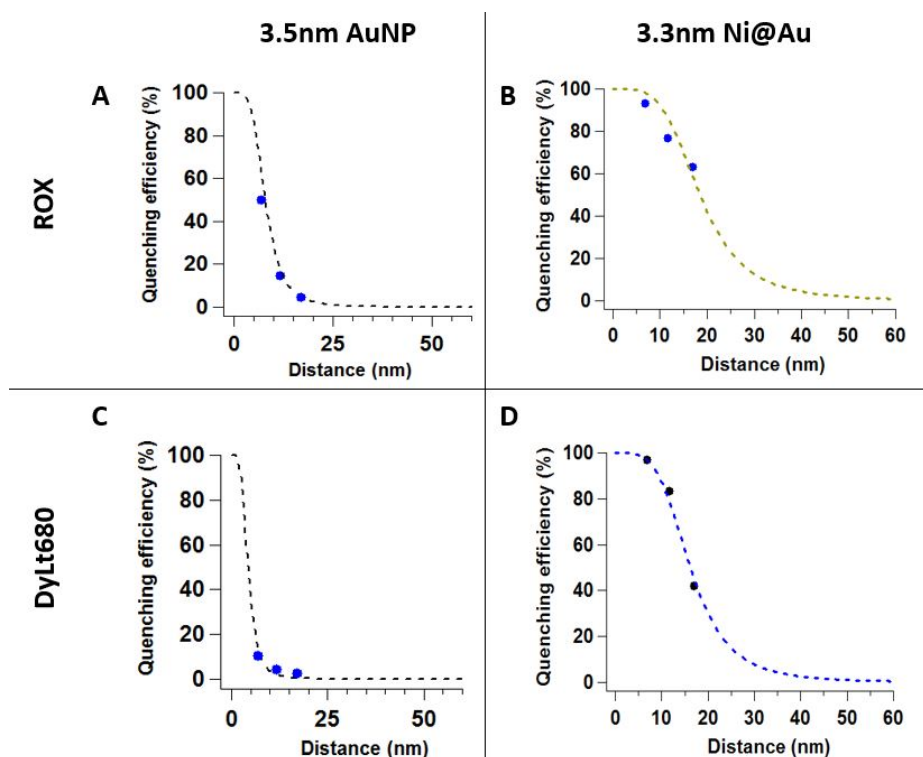 3.5nm AuNP
3.3nm Ni@Au
ROX
A
Quenching efficiency (%)
100
80
60
40
20
0
0 25 50
Distance (nm)
B
Quenching efficiency (%)
100
80
60
40
20
0
0 10 20 30 40 50 60
Distance (nm)
DyLt680
C
Quenching efficiency (%)
100
80
60
40
20
0
0 25 50
Distance (nm)
D
Quenching efficiency (%)
100
80
60
40
20
0
0 10 20 30 40 50 60
Distance (nm)